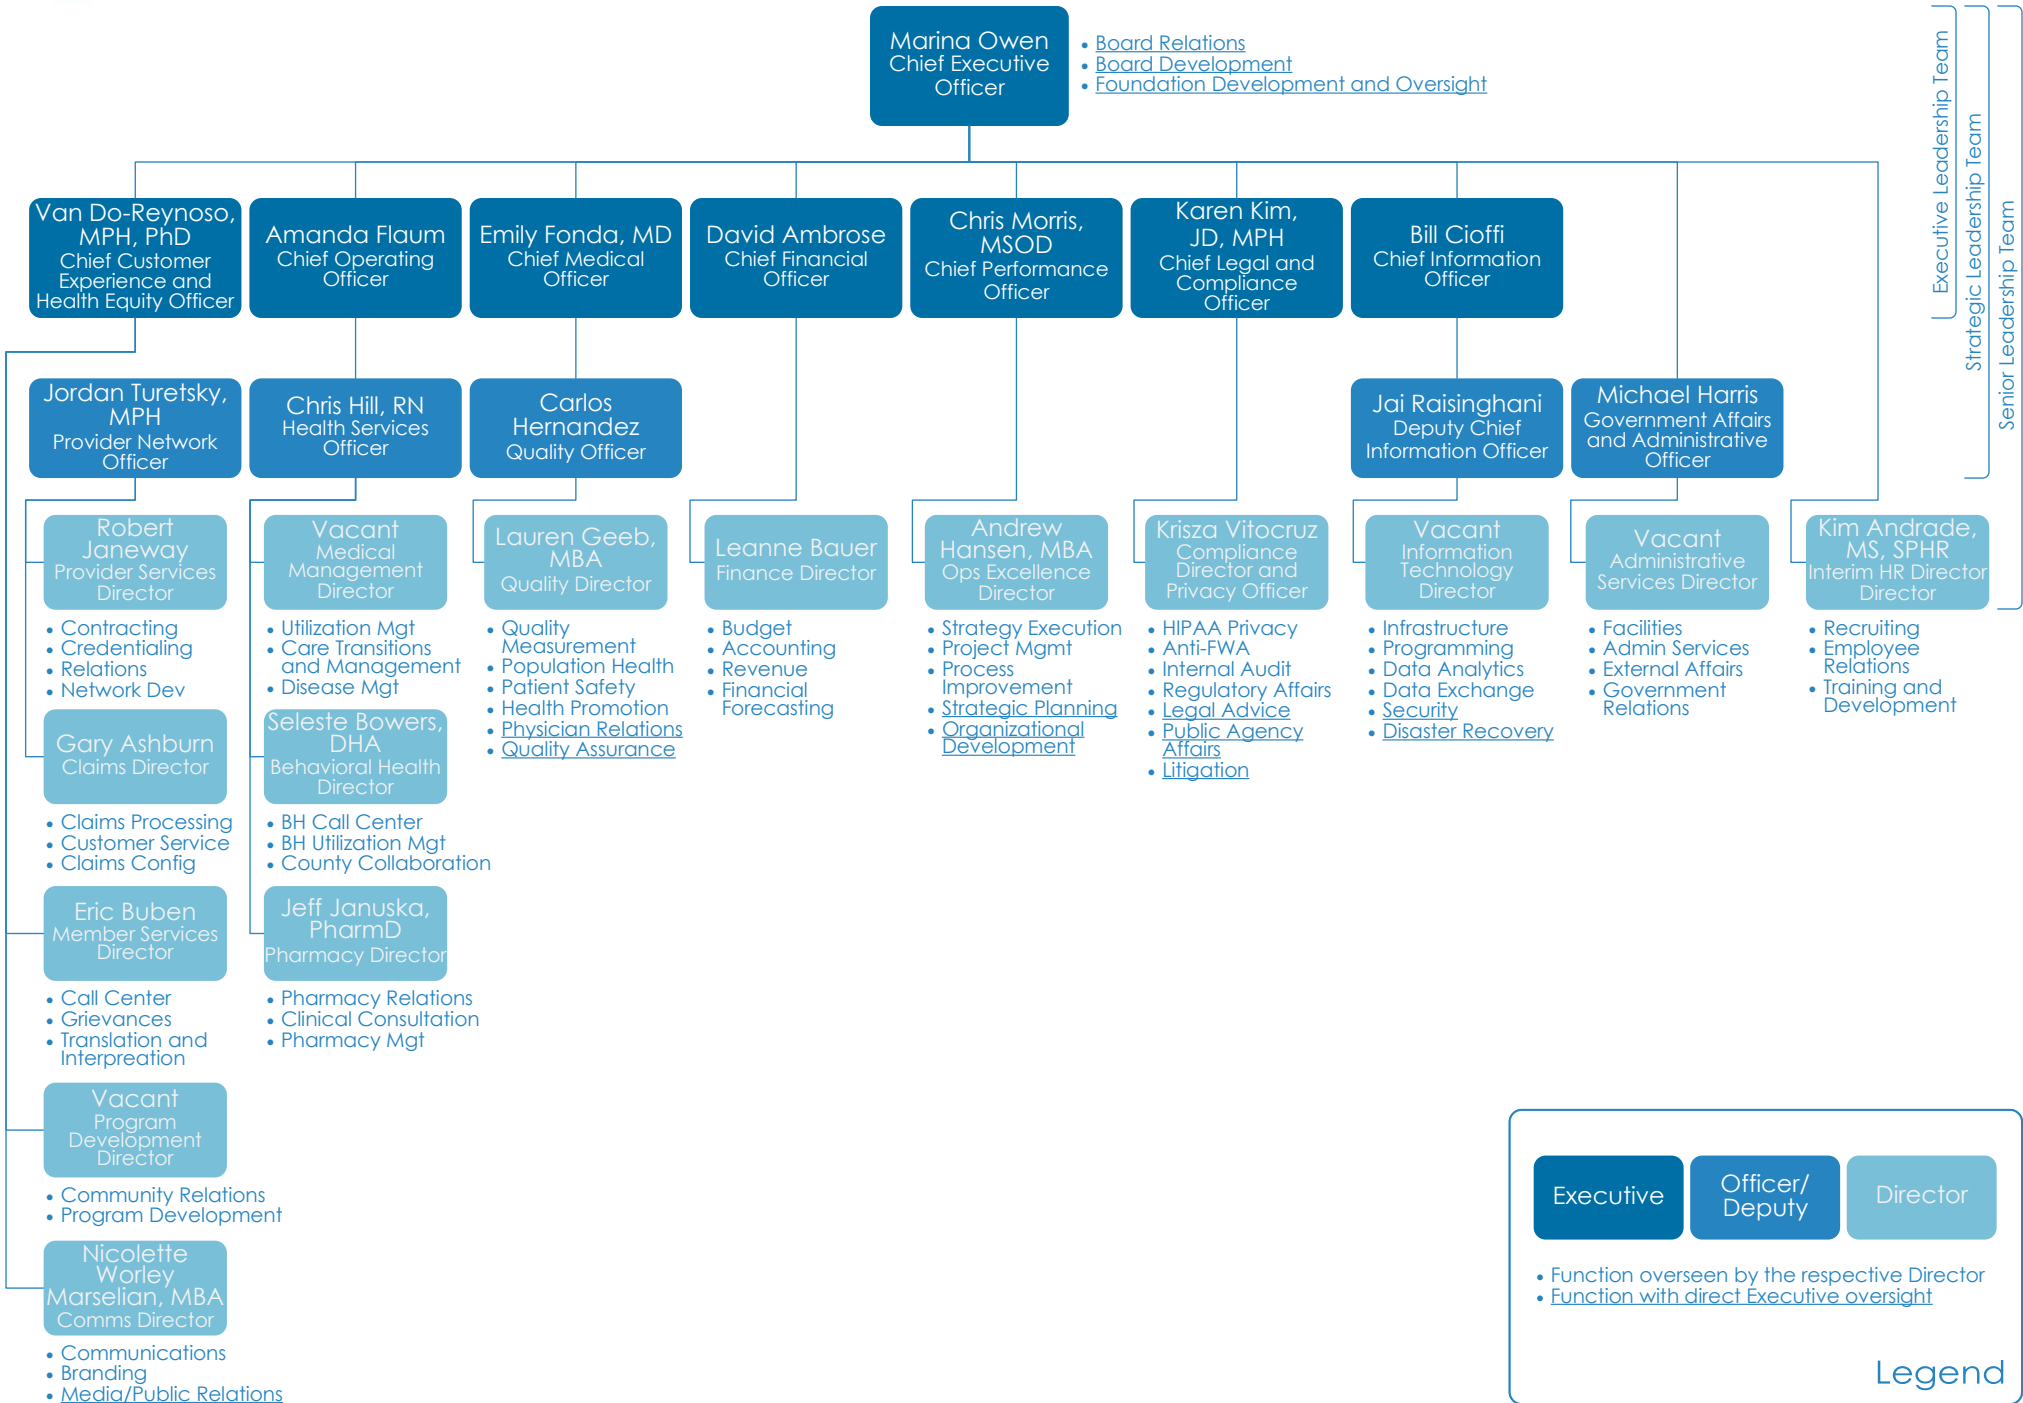 Marina Owen
Chief Executive
Officer
• Board Relations
• Board Development
• Foundation Development and Oversight
Executive Leadership Team
Strategic Leadership Team
Senior Leadership Team
Van Do-Reynoso,
MPH, PhD
Chief Customer
Experience and
Health Equity Officer
Amanda Flaum
Chief Operating
Officer
Emily Fonda, MD
Chief Medical
Officer
David Ambrose
Chief Financial
Officer
Chris Morris,
MSOD
Chief Performance
Officer
Karen Kim,
JD, MPH
Chief Legal and
Compliance
Officer
Bill Cioffi
Chief Information
Officer
Jordan Turetsky,
MPH
Provider Network
Officer
Chris Hill, RN
Health Services
Officer
Carlos
Hernandez
Quality Officer
Jai Raisinghani
Deputy Chief
Information Officer
Michael Harris
Government Affairs
and Administrative
Officer
Robert
Janeway
Provider Services
Director
• Contracting
• Credentialing
• Relations
• Network Dev
Gary Ashburn
Claims Director
• Claims Processing
• Customer Service
• Claims Config
Eric Buben
Member Services
Director
• Call Center
• Grievances
• Translation and
Interpreation
Vacant
Program
Development
Director
• Community Relations
• Program Development
Nicolette
Worley
Marselian, MBA
Comms Director
• Communications
• Branding
• Media/Public Relations
Vacant
Medical
Management
Director
• Utilization Mgt
• Care Transitions
and Management
• Disease Mgt
Seleste Bowers,
DHA
Behavioral Health
Director
• BH Call Center
• BH Utilization Mgt
• County Collaboration
Jeff Januska,
PharmD
Pharmacy Director
• Pharmacy Relations
• Clinical Consultation
• Pharmacy Mgt
Lauren Geeb,
MBA
Quality Director
• Quality
Measurement
• Population Health
• Patient Safety
• Health Promotion
• Physician Relations
• Quality Assurance
Leanne Bauer
Finance Director
• Budget
• Accounting
• Revenue
• Financial
Forecasting
Andrew
Hansen, MBA
Ops Excellence
Director
• Strategy Execution
• Project Mgmt
• Process
Improvement
• Strategic Planning
• Organizational
Development
Krisza Vitocruz
Compliance
Director and
Privacy Officer
• HIPAA Privacy
• Anti-FWA
• Internal Audit
• Regulatory Affairs
• Legal Advice
• Public Agency
Affairs
• Litigation
Vacant
Information
Technology
Director
• Infrastructure
• Programming
• Data Analytics
• Data Exchange
• Security
• Disaster Recovery
Vacant
Administrative
Services Director
• Facilities
• Admin Services
• External Affairs
• Government
Relations
Kim Andrade,
MS, SPHR
Interim HR Director
Director
• Recruiting
• Employee
Relations
• Training and
Development
Executive
Officer/
Deputy
Director
• Function overseen by the respective Director
• Function with direct Executive oversight
Legend